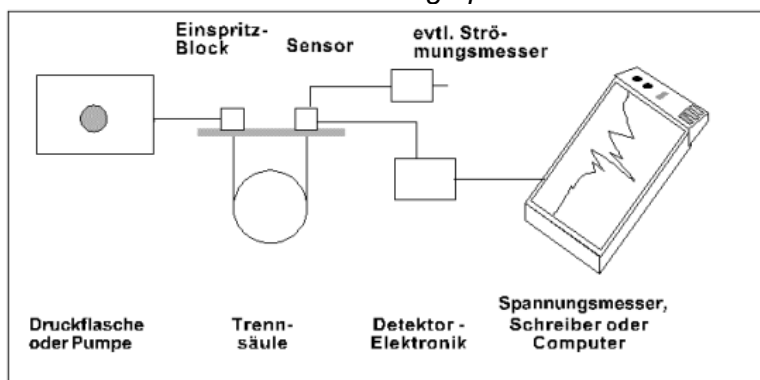 Einspritz-
Block
Sensor
evtl. Strö-
mungsmesser
Druckflasche
oder Pumpe
Trenn-
säule
Detektor -
Elektronik
Spannungsmesser,
Schreiber oder
Computer